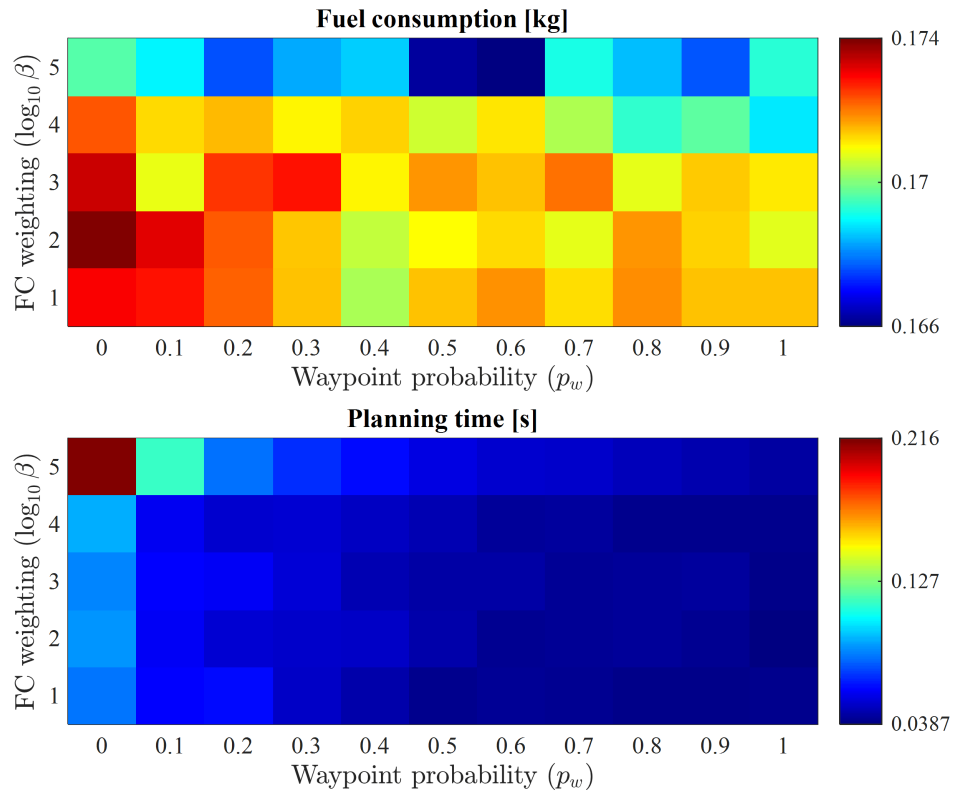 Fuel consumption [kg]
FC weighting (log₁₀ β)
5
4
3
2
1
0 0.1 0.2 0.3 0.4 0.5 0.6 0.7 0.8 0.9 1
Waypoint probability (p_w)
0.174
0.17
0.166
Planning time [s]
FC weighting (log₁₀ β)
5
4
3
2
1
0 0.1 0.2 0.3 0.4 0.5 0.6 0.7 0.8 0.9 1
Waypoint probability (p_w)
0.216
0.127
0.0387